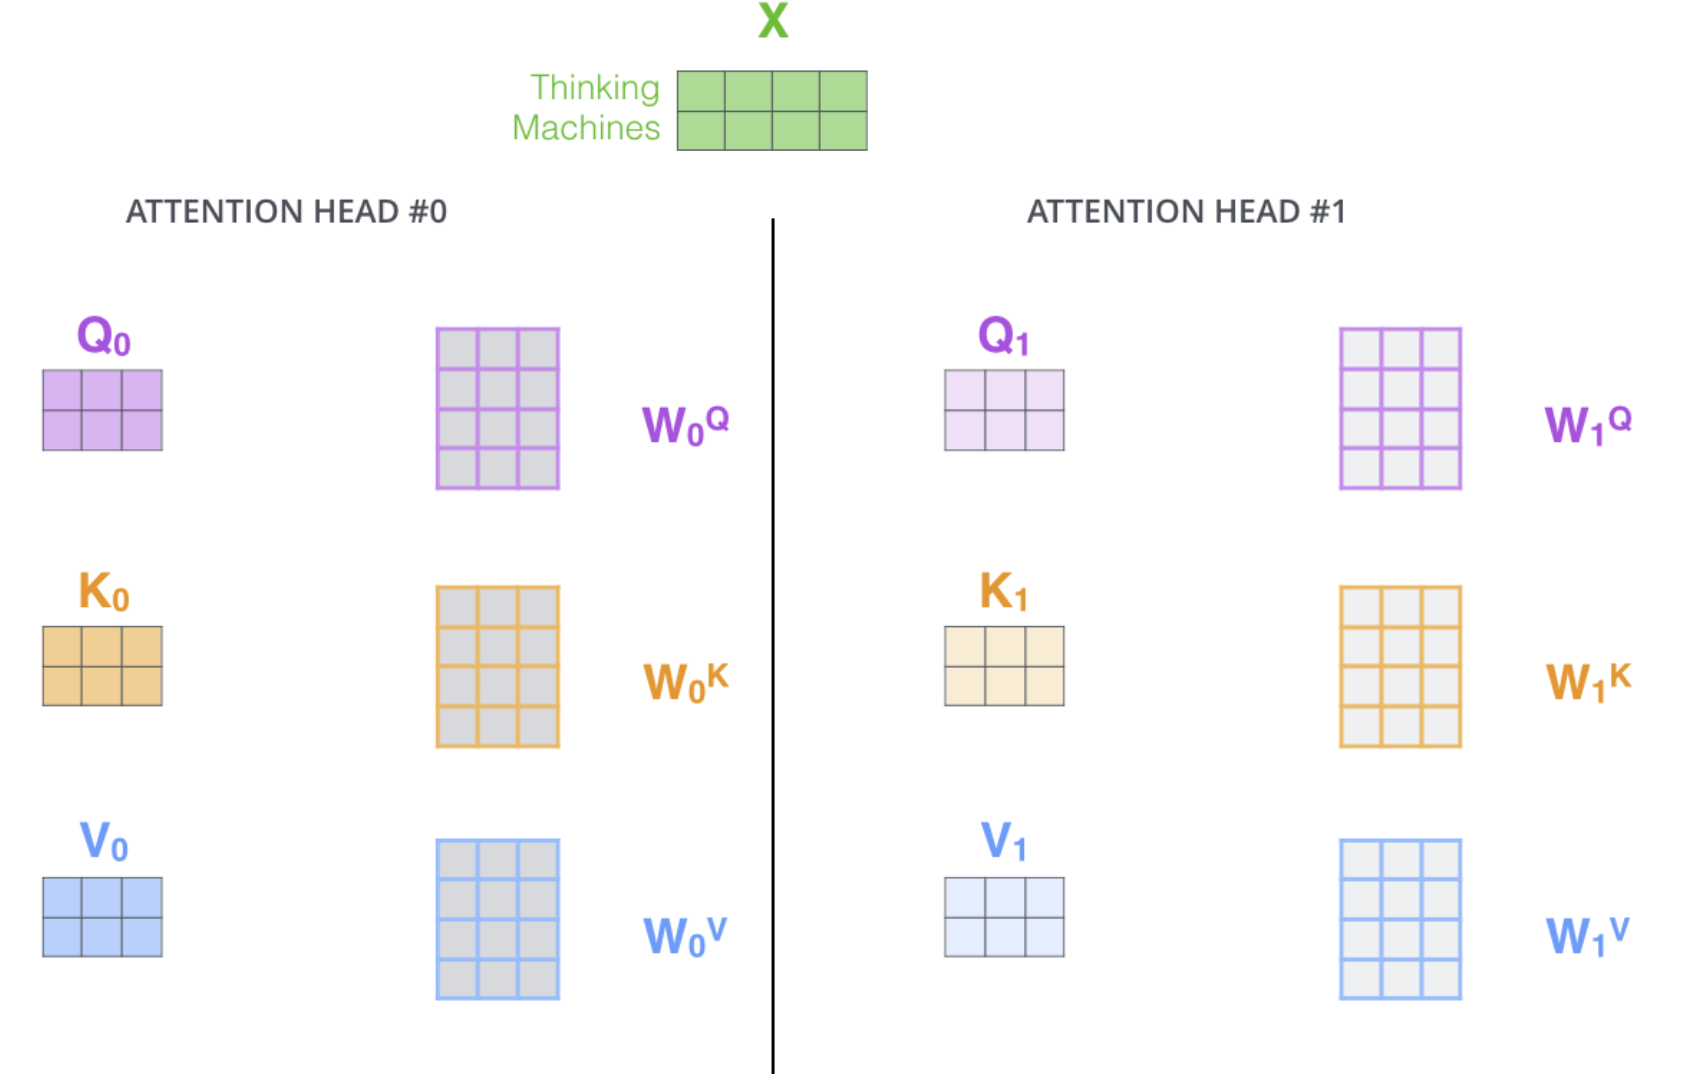 X
Thinking
Machines
ATTENTION HEAD #0
ATTENTION HEAD #1
Q₀
W₀Q
Q₁
W₁Q
K₀
W₀K
K₁
W₁K
V₀
W₀V
V₁
W₁V